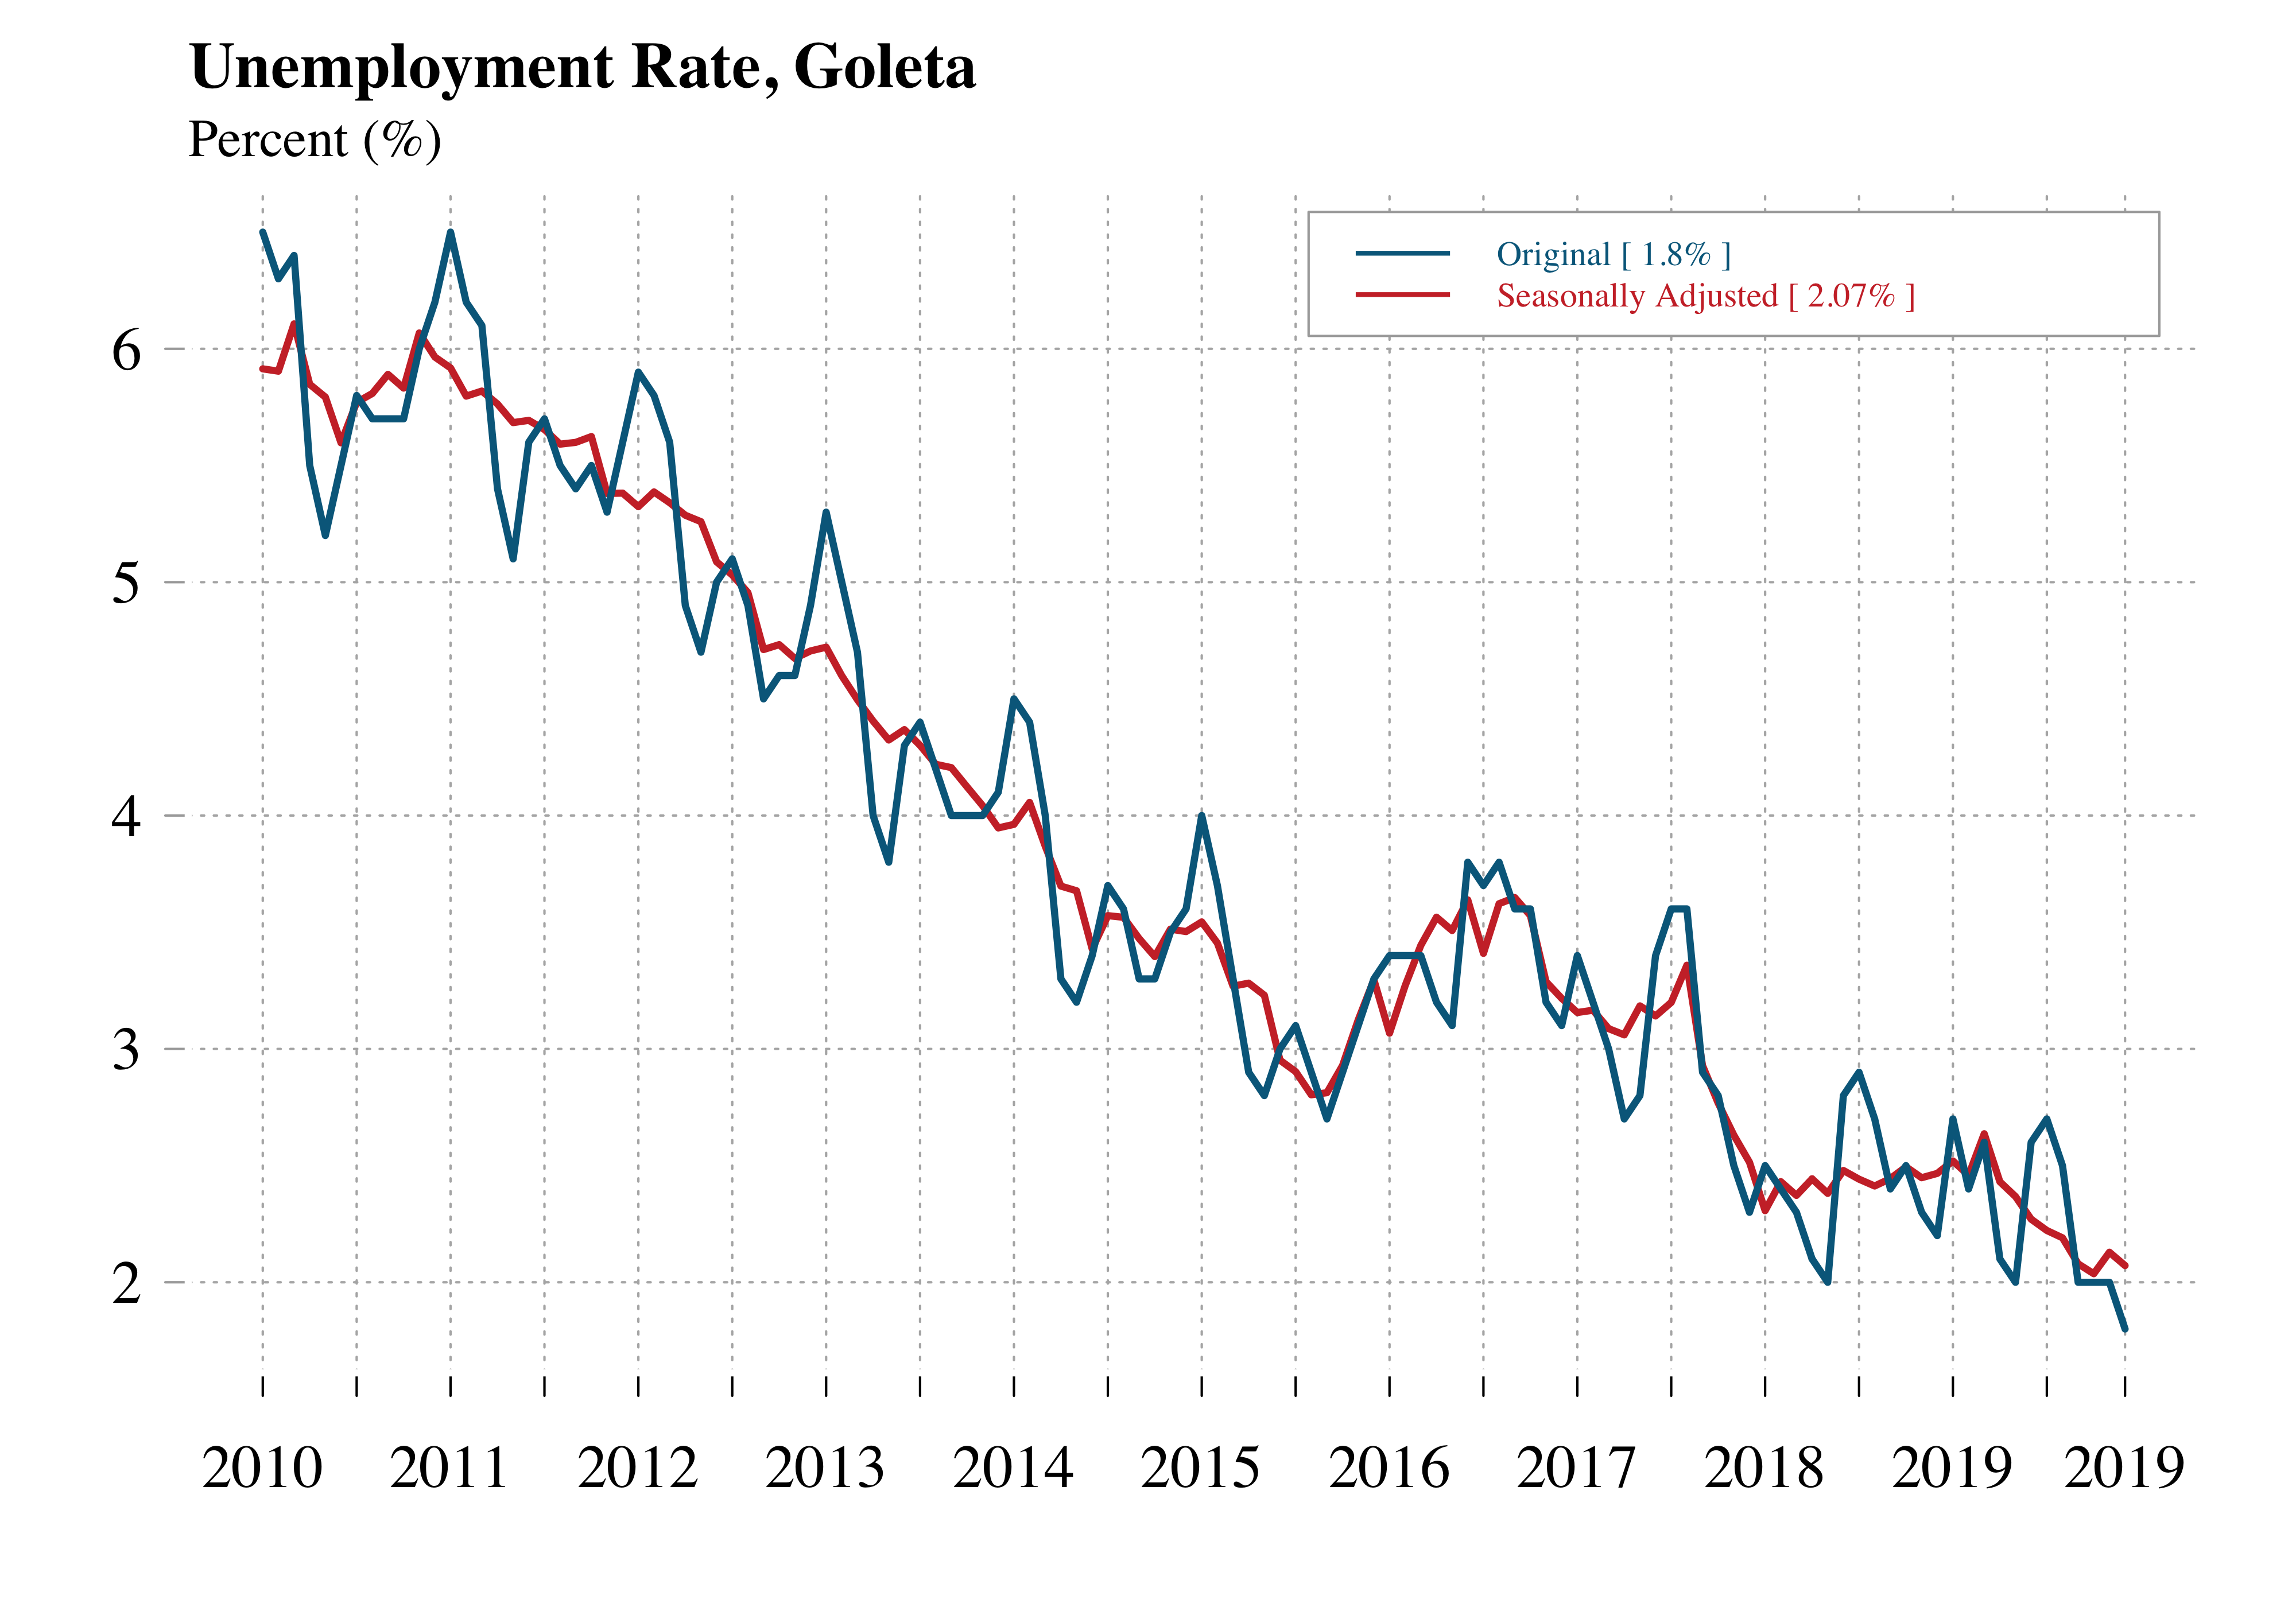 Unemployment Rate, Goleta
Percent (%)
Original [ 1.8% ]
Seasonally Adjusted [ 2.07% ]
6
5
4
3
2
2010 2011 2012 2013 2014 2015 2016 2017 2018 2019 2019